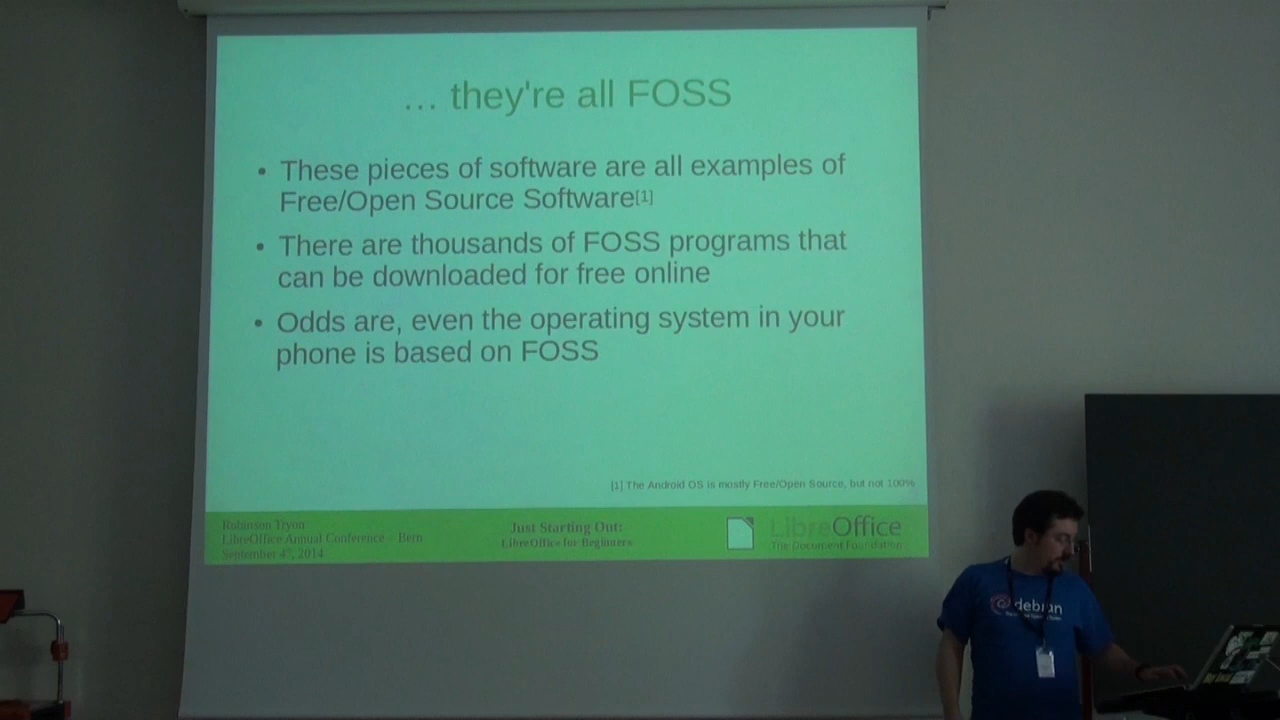 … they're all FOSS
• These pieces of software are all examples of
Free/Open Source Software[1]
• There are thousands of FOSS programs that
can be downloaded for free online
• Odds are, even the operating system in your
phone is based on FOSS
[1] The Android OS is mostly Free/Open Source, but not 100%
Robinson Tryon
LibreOffice Annual Conference – Bern
September 4th, 2014
Just Starting Out:
LibreOffice for Beginners
LibreOffice
The Document Foundation
debian